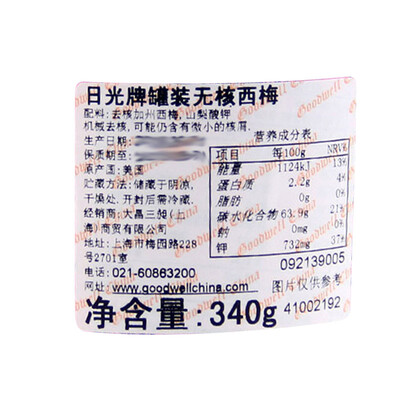 日光牌罐装无核西梅
配料: 去核加州西梅, 山梨酸钾
机械去核, 可能仍含有微小的核屑
生产日期:
保质期至:
原产国: 美国
贮藏方法: 储藏于阴凉,
干燥处, 开封后需冷藏.
经销商: 大昌三昶(上
海)商贸有限公司
地址: 上海市梅园路228
号2701室
电话: 021-60863200
网址: www.goodwellchina.com
营养成分表
项目 每100g NRV%
能量 1124kJ 13%
蛋白质 2.2g 4%
脂肪 0g 0%
碳水化合物 63.9g 21%
钠 0mg 0%
钾 732mg 37%
092139005
图片仅供参考
净含量: 340g 41002192
Goodwell China